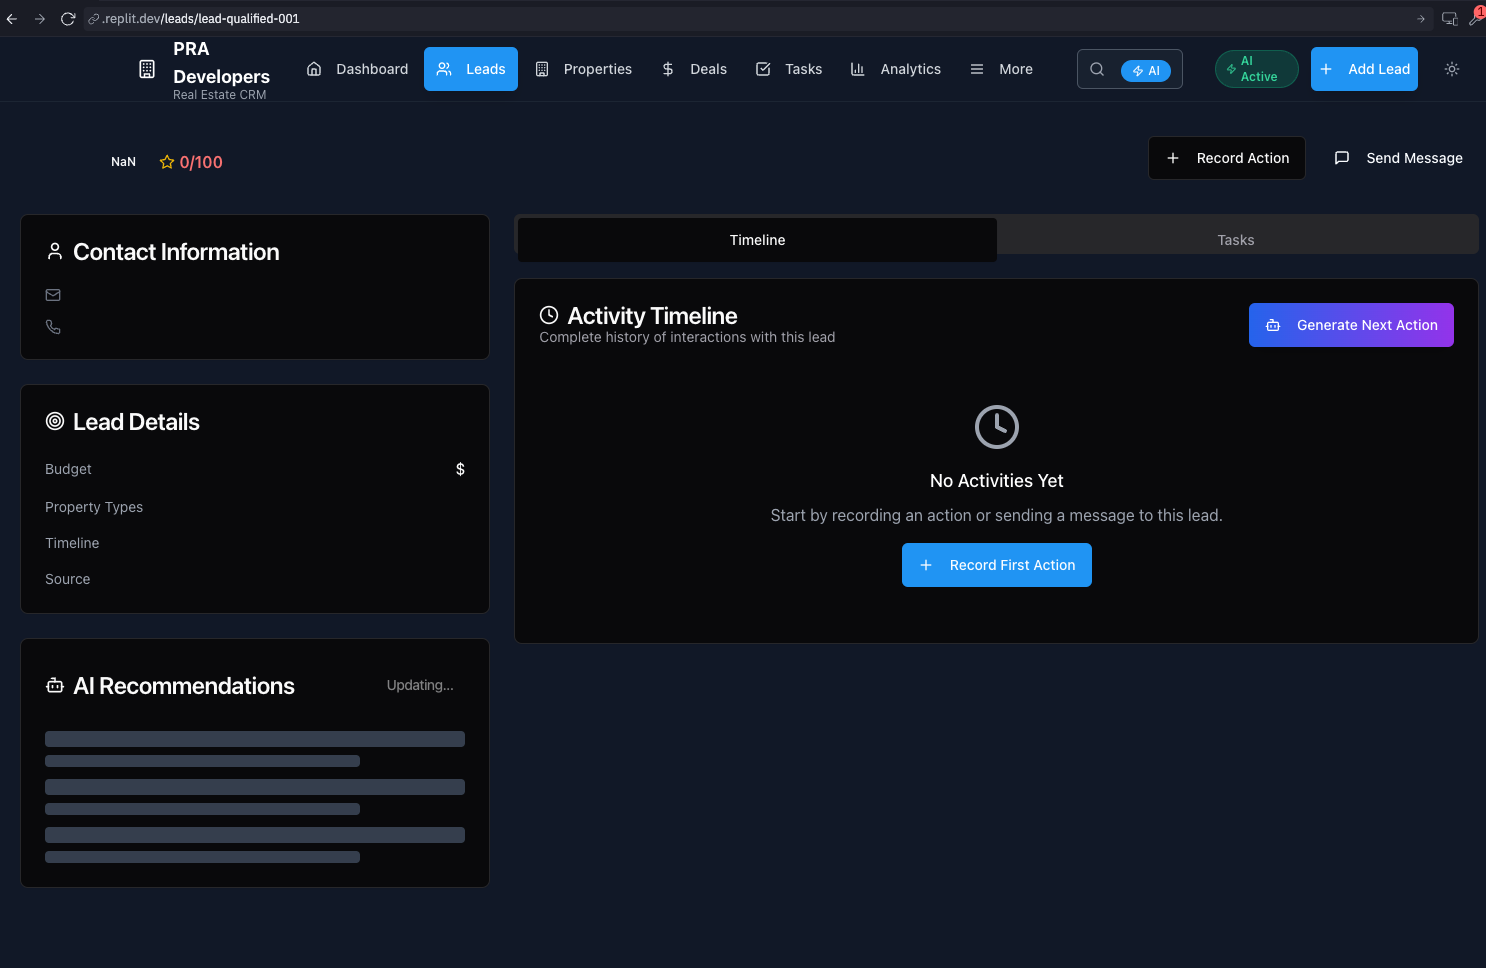 .replit.dev/leads/lead-qualified-001
1
PRA
Developers
Real Estate CRM
Dashboard
Leads
Properties
Deals
Tasks
Analytics
More
AI
AI
Active
Add Lead
NaN
0/100
Record Action
Send Message
Contact Information
Timeline
Tasks
Activity Timeline
Complete history of interactions with this lead
Generate Next Action
Lead Details
Budget
$
Property Types
Timeline
Source
No Activities Yet
Start by recording an action or sending a message to this lead.
Record First Action
AI Recommendations
Updating...